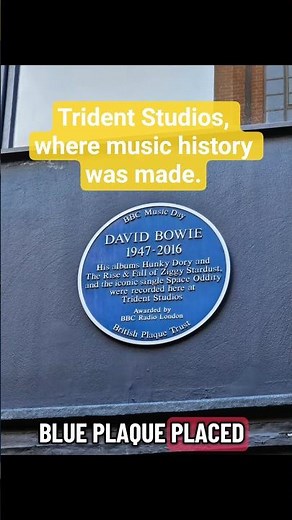 Trident Studios,
where music history
was made.
BBC Music Day
DAVID BOWIE
1947-2016
His albums Hunky Dory and
The Rise & Fall of Ziggy Stardust,
and the iconic single Space Oddity
were recorded here at
Trident Studios
Awarded by
BBC Radio London
British Plaque Trust
BLUE PLAQUE PLACED